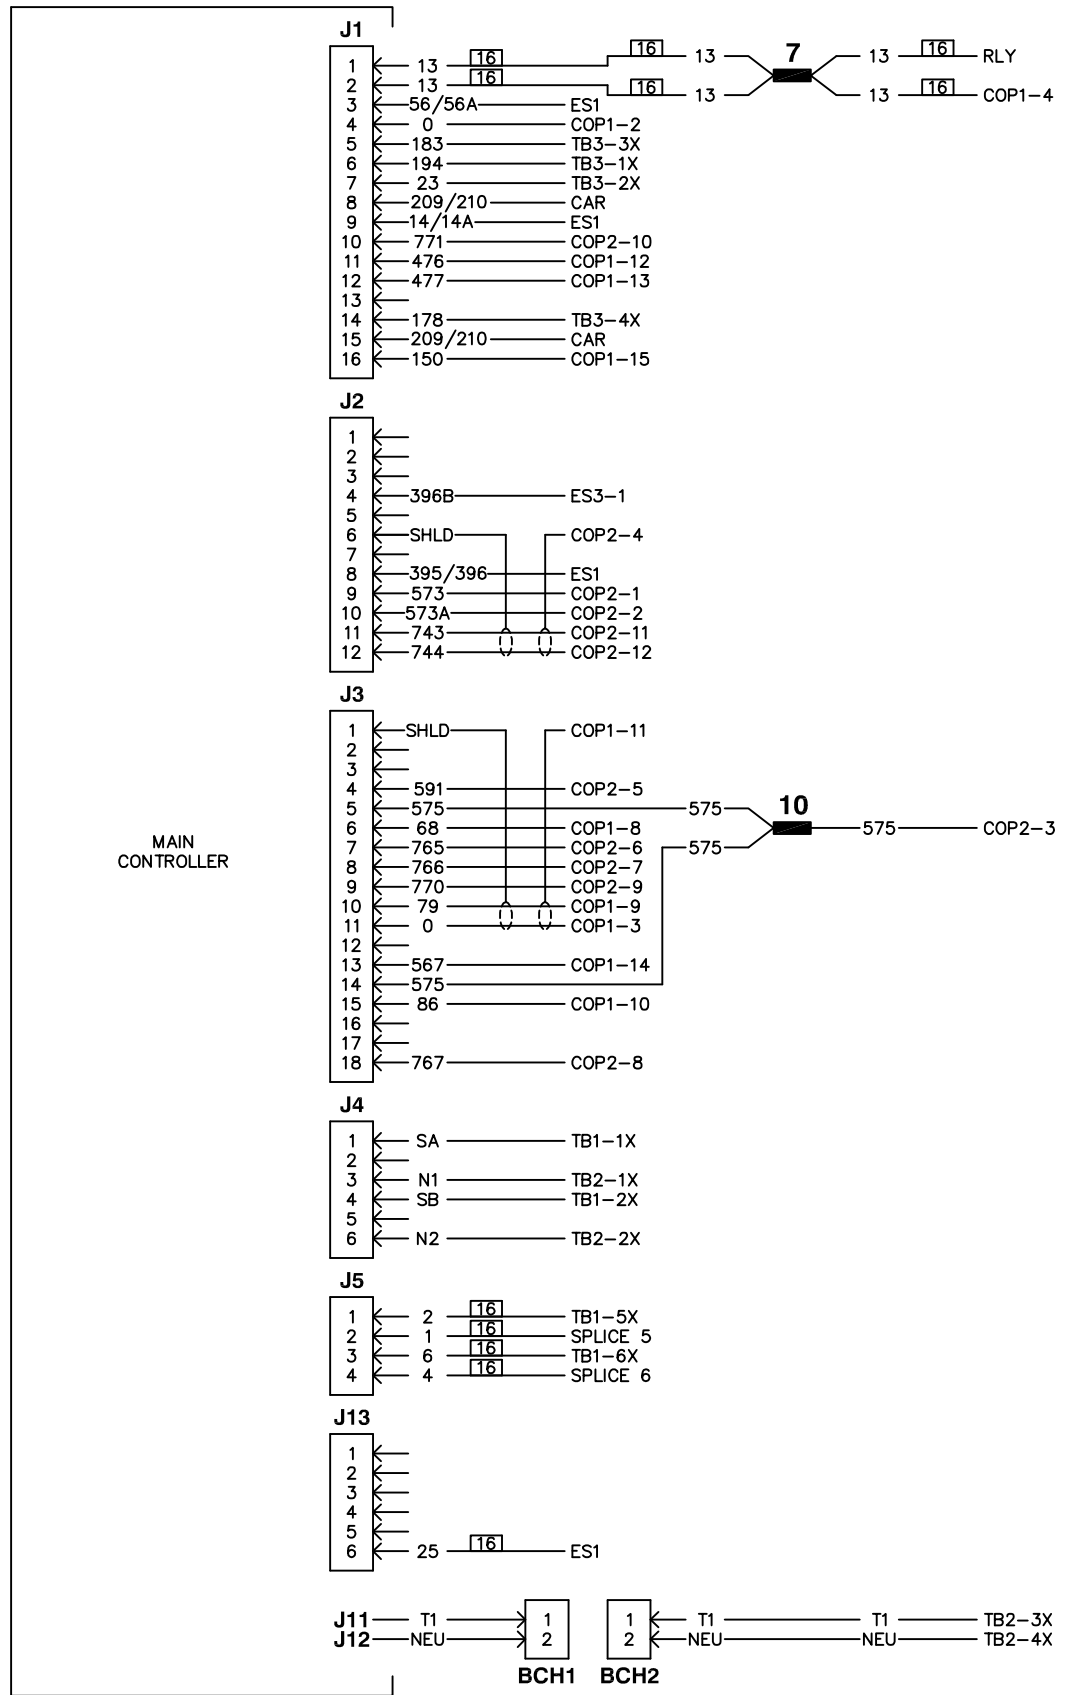 J1
1 13 16 16 13 7 13 16 RLY
2 13 16 16 13 13 16 COP1-4
3 56/56A ES1
4 0 COP1-2
5 183 TB3-3X
6 194 TB3-1X
7 23 TB3-2X
8 209/210 CAR
9 14/14A ES1
10 771 COP2-10
11 476 COP1-12
12 477 COP1-13
13
14 178 TB3-4X
15 209/210 CAR
16 150 COP1-15
J2
1
2
3
4 396B ES3-1
5
6 SHLD COP2-4
7
8 395/396 ES1
9 573 COP2-1
10 573A COP2-2
11 743 COP2-11
12 744 COP2-12
J3
1 SHLD COP1-11
2
3
4 591 COP2-5
5 575 575 10
6 68 COP1-8 575 COP2-3
7 765 COP2-6 575
8 766 COP2-7
9 770 COP2-9
10 79 COP1-9
11 0 COP1-3
12
13 567 COP1-14
14 575
15 86 COP1-10
16
17
18 767 COP2-8
MAIN
CONTROLLER
J4
1 SA TB1-1X
2
3 N1 TB2-1X
4 SB TB1-2X
5
6 N2 TB2-2X
J5
1 2 16 TB1-5X
2 1 16 SPLICE 5
3 6 16 TB1-6X
4 4 16 SPLICE 6
J13
1
2
3
4
5
6 25 16 ES1
J11 T1 1 1 T1 T1 TB2-3X
J12 NEU 2 2 NEU NEU TB2-4X
BCH1 BCH2